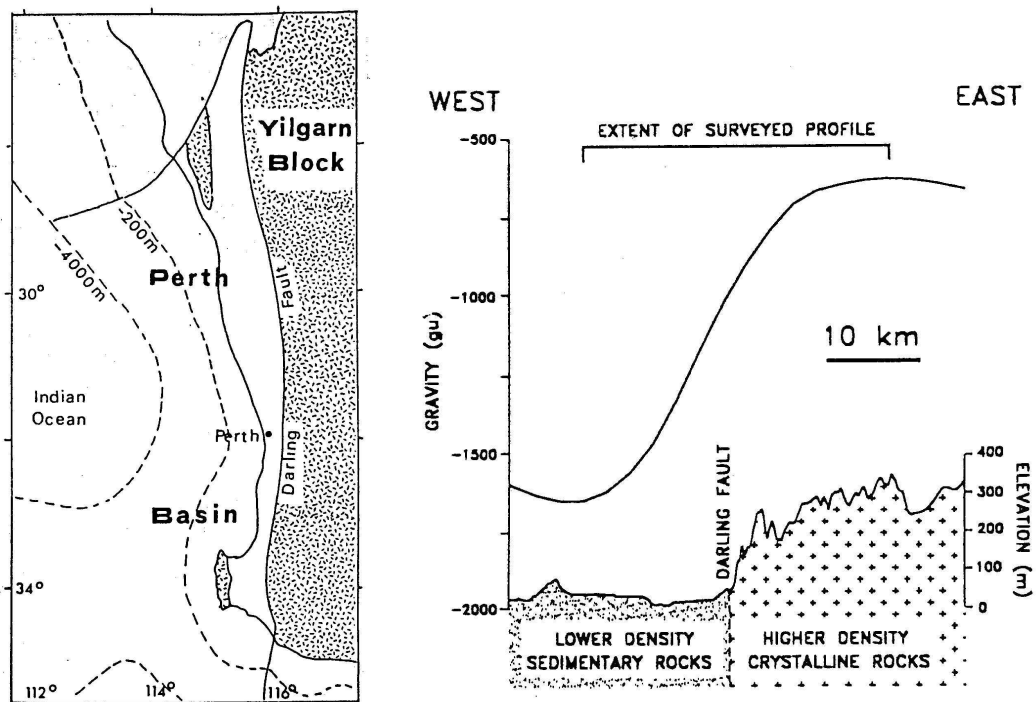 Yilgarn
Block
-200m
-4000m
Perth
30°
Fault
Indian
Ocean
Perth
Darling
Basin
34°
112°
114°
116°
WEST
EAST
EXTENT OF SURVEYED PROFILE
-500
-1000
-1500
-2000
GRAVITY (gu)
10 km
DARLING FAULT
400
300
200
100
0
ELEVATION (m)
LOWER DENSITY
SEDIMENTARY ROCKS
HIGHER DENSITY
CRYSTALLINE ROCKS